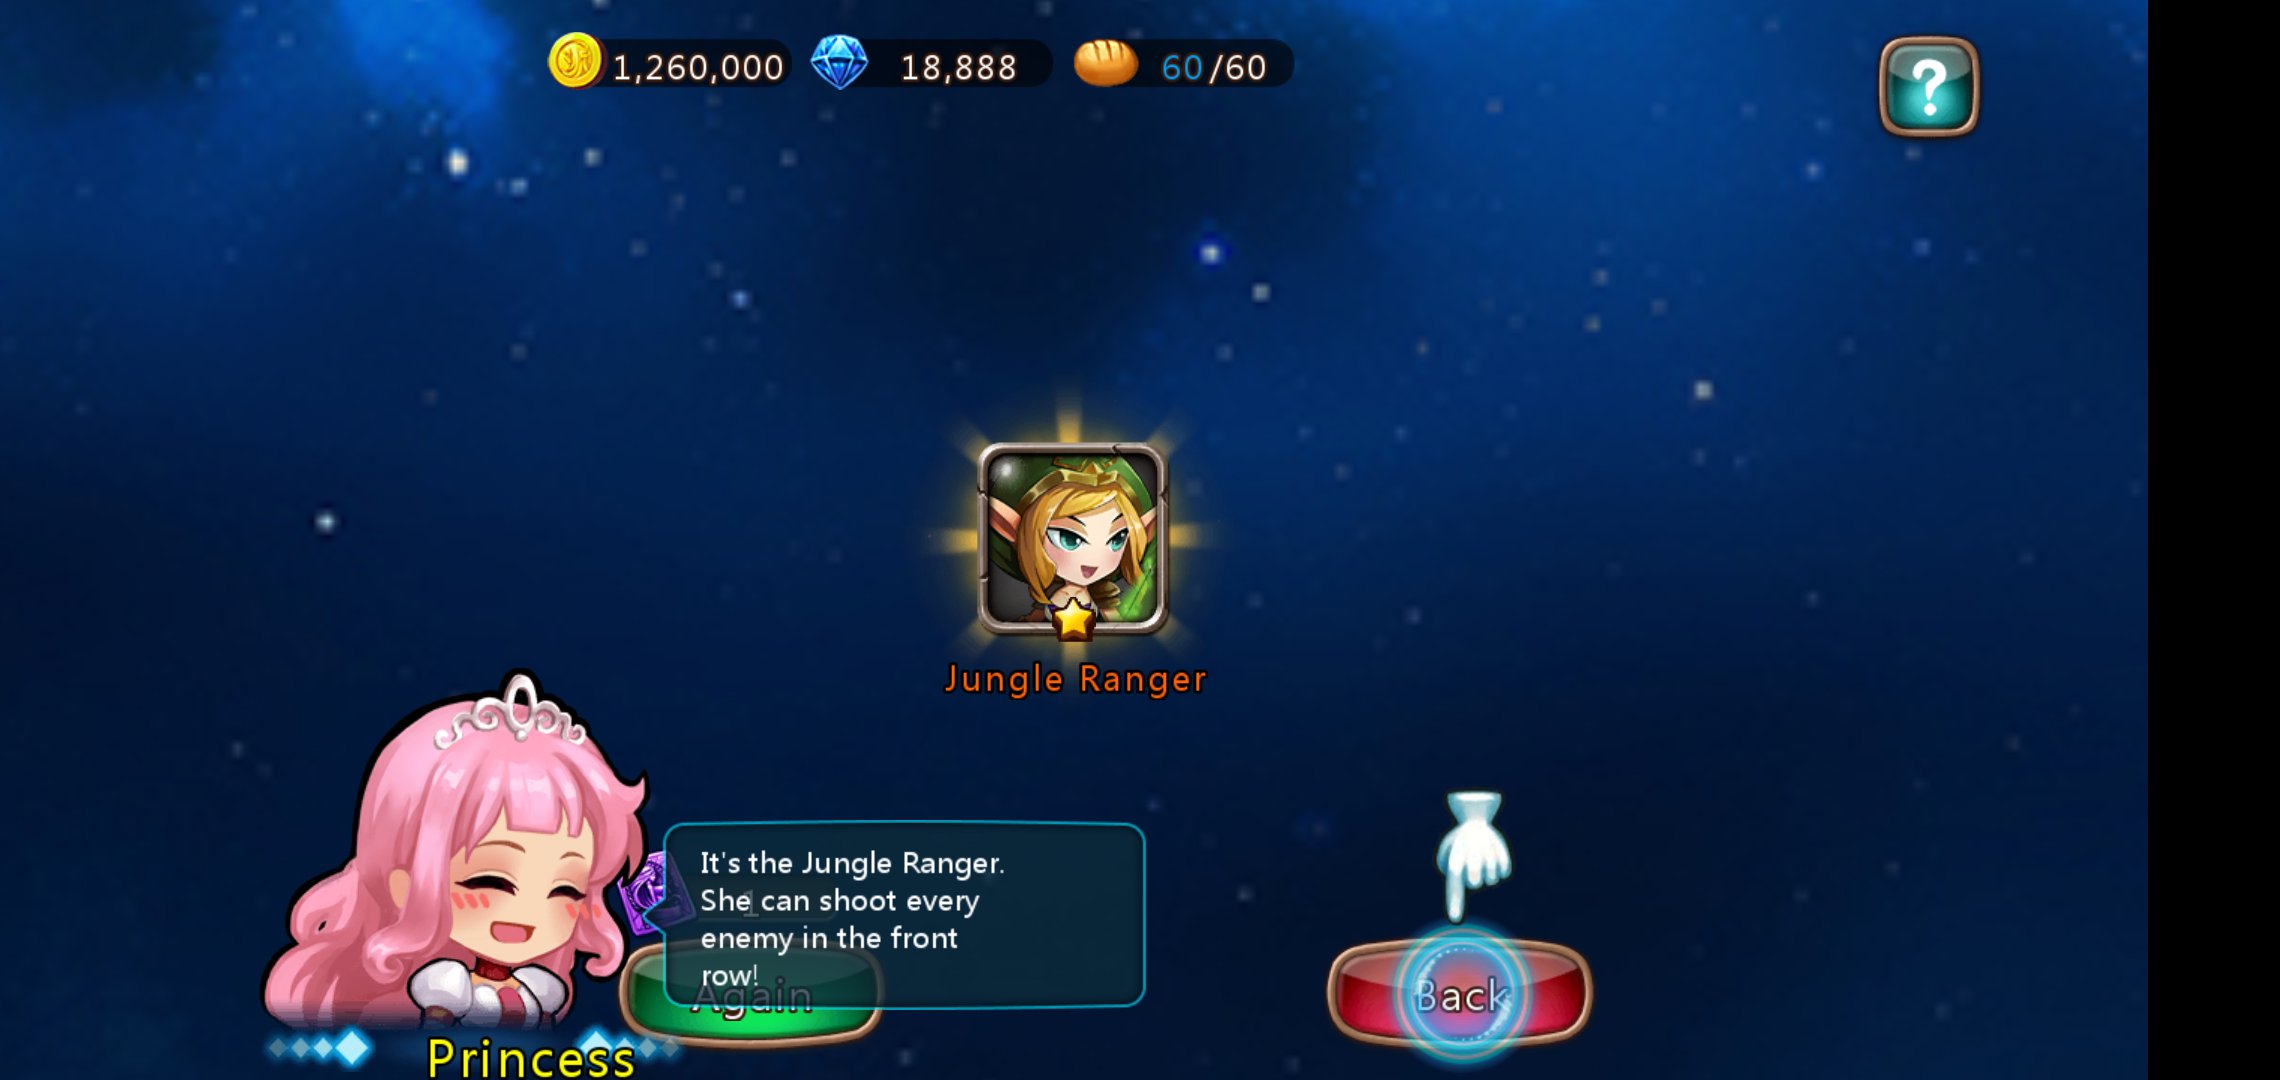 1,260,000
18,888
60/60
?
Jungle Ranger
It's the Jungle Ranger.
She can shoot every
enemy in the front
row!
1
Again
Back
Princess